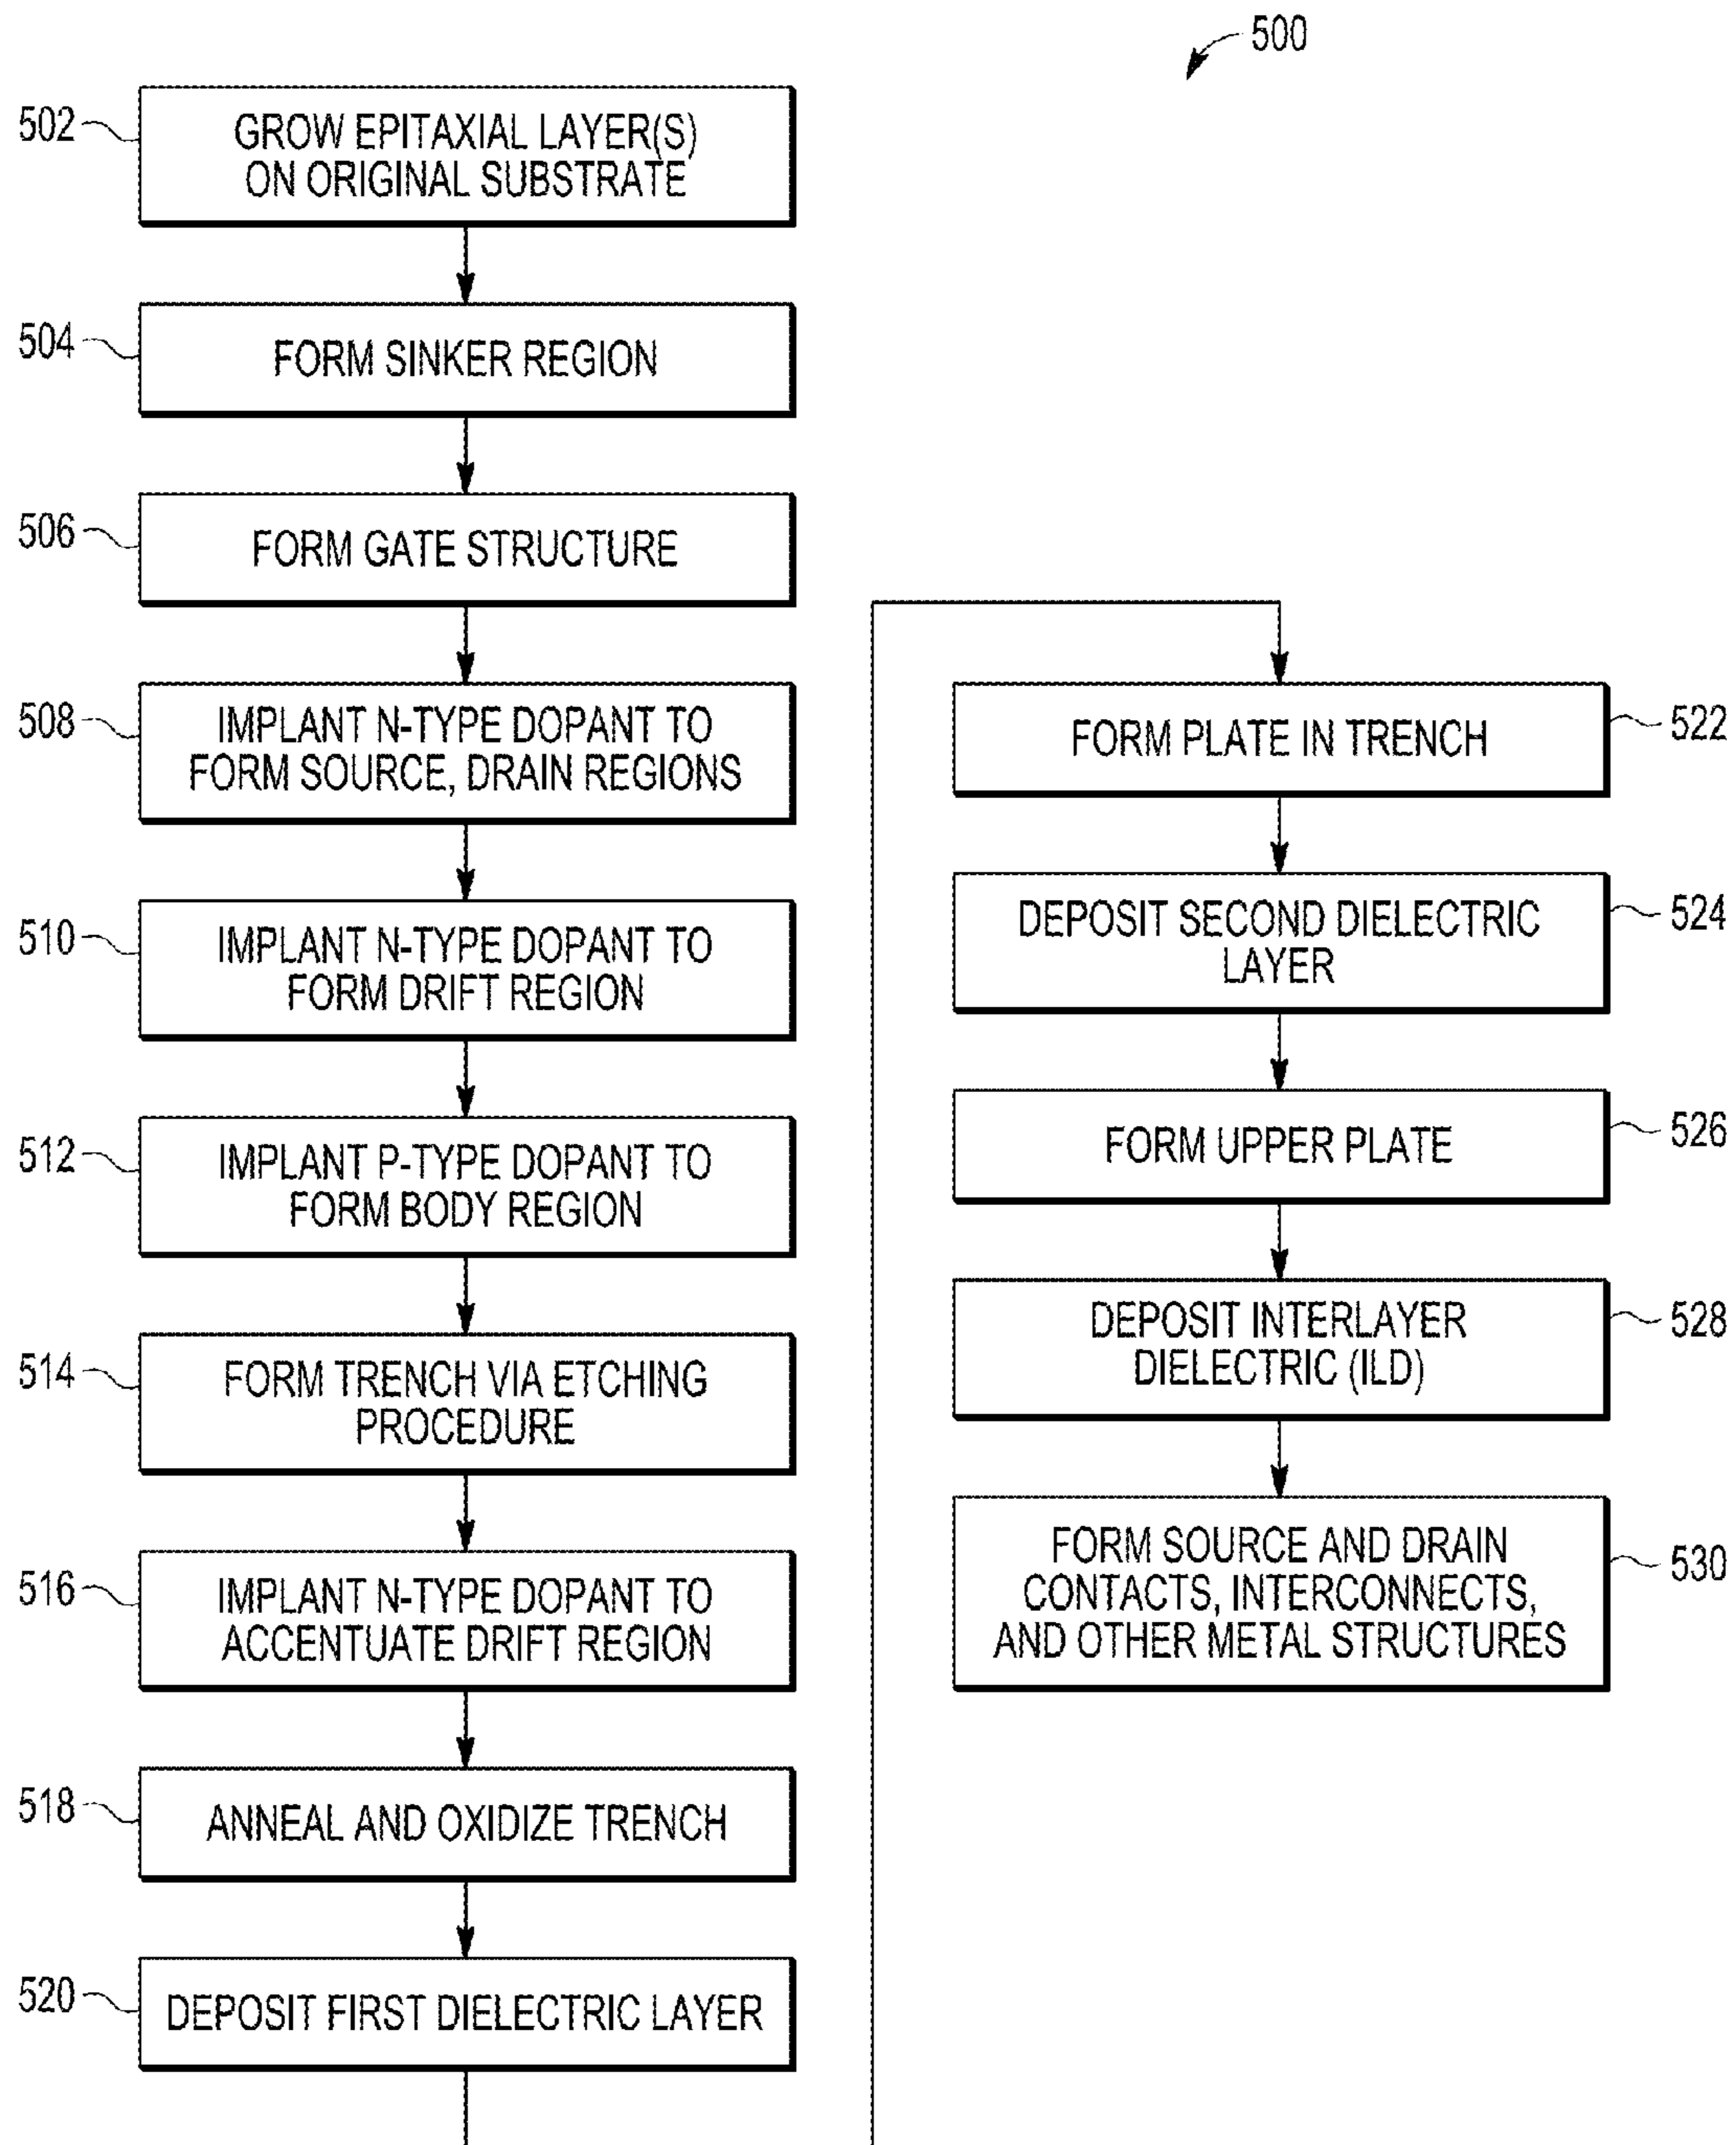 500
502
GROW EPITAXIAL LAYER(S)
ON ORIGINAL SUBSTRATE
504
FORM SINKER REGION
506
FORM GATE STRUCTURE
508
IMPLANT N-TYPE DOPANT TO
FORM SOURCE, DRAIN REGIONS
510
IMPLANT N-TYPE DOPANT TO
FORM DRIFT REGION
512
IMPLANT P-TYPE DOPANT TO
FORM BODY REGION
514
FORM TRENCH VIA ETCHING
PROCEDURE
516
IMPLANT N-TYPE DOPANT TO
ACCENTUATE DRIFT REGION
518
ANNEAL AND OXIDIZE TRENCH
520
DEPOSIT FIRST DIELECTRIC LAYER
FORM PLATE IN TRENCH
522
DEPOSIT SECOND DIELECTRIC
LAYER
524
FORM UPPER PLATE
526
DEPOSIT INTERLAYER
DIELECTRIC (ILD)
528
FORM SOURCE AND DRAIN
CONTACTS, INTERCONNECTS,
AND OTHER METAL STRUCTURES
530